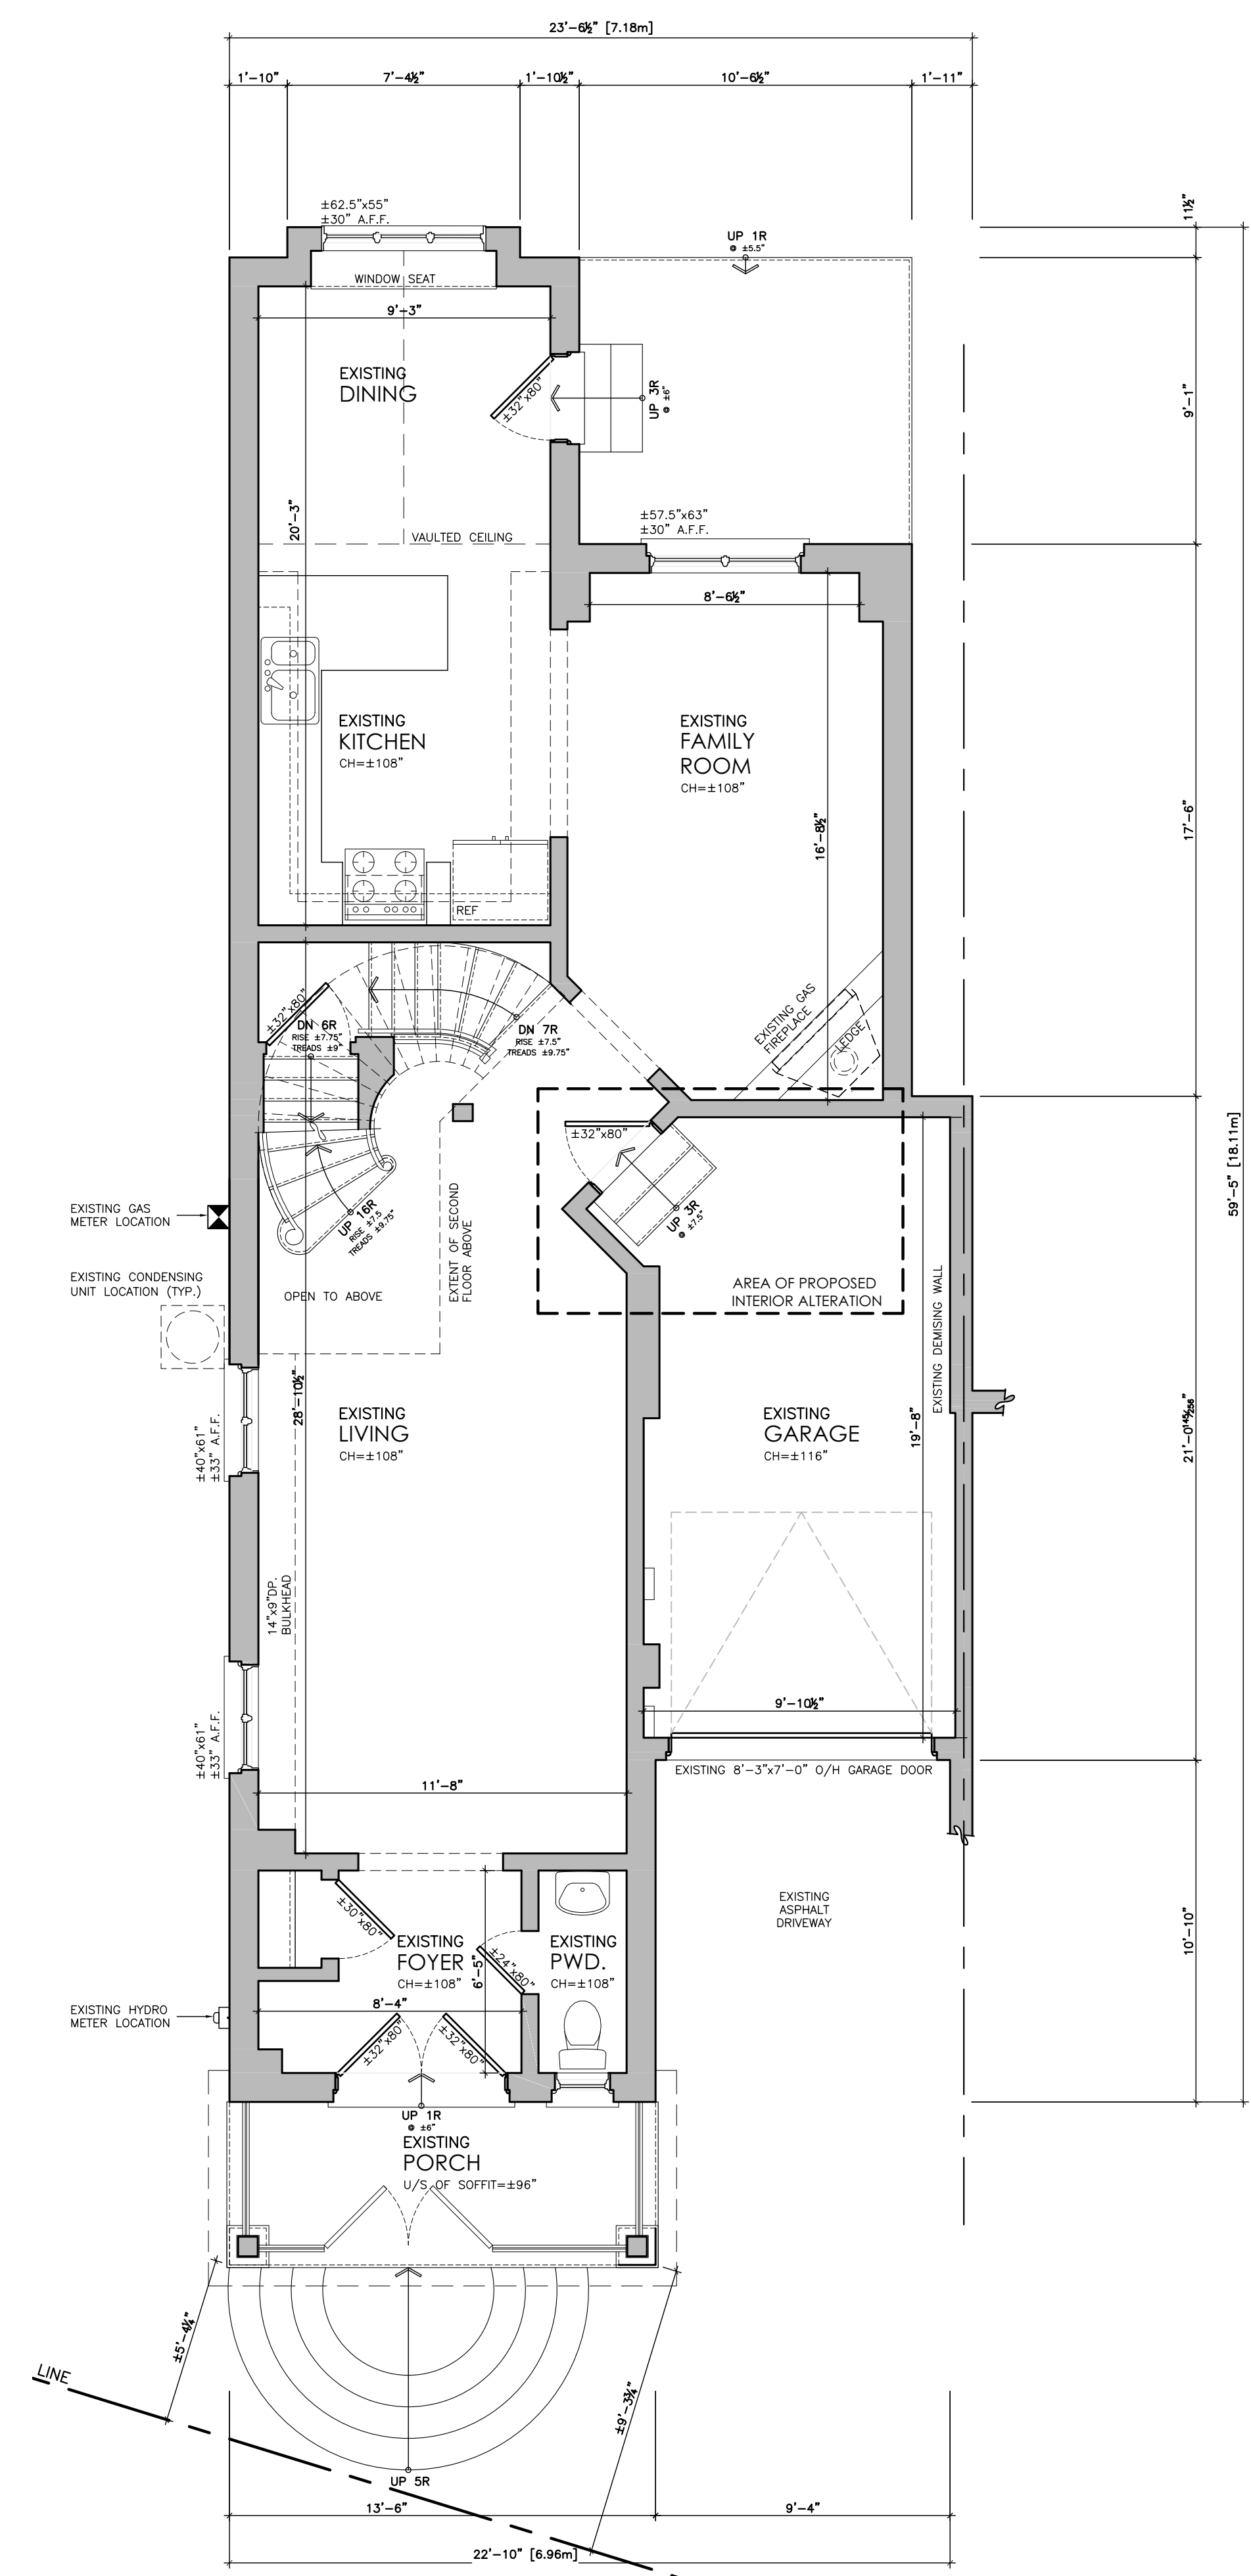 23'-6½" [7.18m]
1'-10"
7'-4½"
1'-10½"
10'-6½"
1'-11"
11½"
±62.5"x55"
±30" A.F.F.
UP 1R
@ ±5.5"
WINDOW SEAT
9'-3"
EXISTING
DINING
±32"x80"
UP 3R
@ ±6"
9'-1"
20'-3"
VAULTED CEILING
±57.5"x63"
±30" A.F.F.
8'-6½"
EXISTING
KITCHEN
CH=±108"
EXISTING
FAMILY
ROOM
CH=±108"
16'-8½"
17'-6"
REF
±32"x80"
DN 6R
RISE ±7.75"
TREADS ±9"
DN 7R
RISE ±7.5"
TREADS ±9.75"
EXISTING GAS
FIREPLACE
LEDGE
±32"x80"
59'-5" [18.11m]
EXISTING GAS
METER LOCATION
UP 16R
RISE ±7.5
TREADS ±9.75"
EXTENT OF SECOND
FLOOR ABOVE
UP 3R
@ ±7.5"
EXISTING CONDENSING
UNIT LOCATION (TYP.)
OPEN TO ABOVE
AREA OF PROPOSED
INTERIOR ALTERATION
EXISTING DEMISING WALL
28'-10½"
EXISTING
LIVING
CH=±108"
EXISTING
GARAGE
CH=±116"
19'-8"
21'-0 145/256"
±40"x61"
±33" A.F.F.
14"x9"DP.
BULKHEAD
9'-10½"
±40"x61"
±33" A.F.F.
EXISTING 8'-3"x7'-0" O/H GARAGE DOOR
11'-8"
±30"x80"
EXISTING
FOYER
CH=±108"
±24"x80"
EXISTING
PWD.
CH=±108"
6'-5"
EXISTING
ASPHALT
DRIVEWAY
10'-10"
8'-4"
EXISTING HYDRO
METER LOCATION
±32"x80"
±32"x80"
UP 1R
@ ±6"
EXISTING
PORCH
U/S OF SOFFIT=±96"
±5'-4¼"
LINE
±9'-3¾"
UP 5R
13'-6"
9'-4"
22'-10" [6.96m]